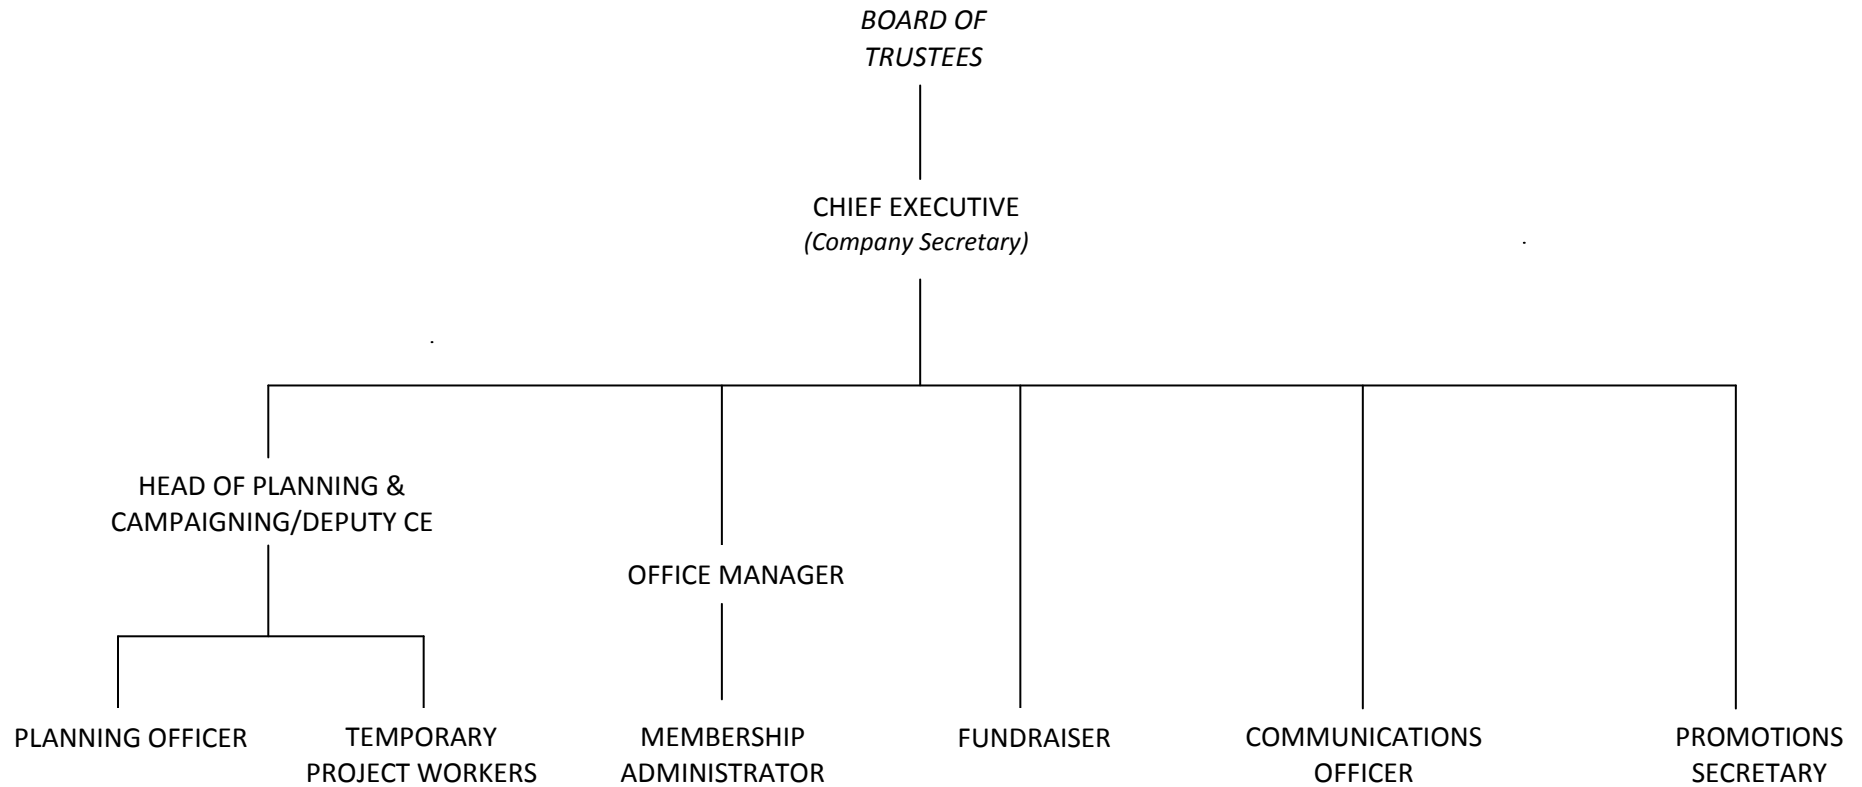 BOARD OF
TRUSTEES
CHIEF EXECUTIVE
(Company Secretary)
HEAD OF PLANNING &
CAMPAIGNING/DEPUTY CE
OFFICE MANAGER
PLANNING OFFICER
TEMPORARY
PROJECT WORKERS
MEMBERSHIP
ADMINISTRATOR
FUNDRAISER
COMMUNICATIONS
OFFICER
PROMOTIONS
SECRETARY